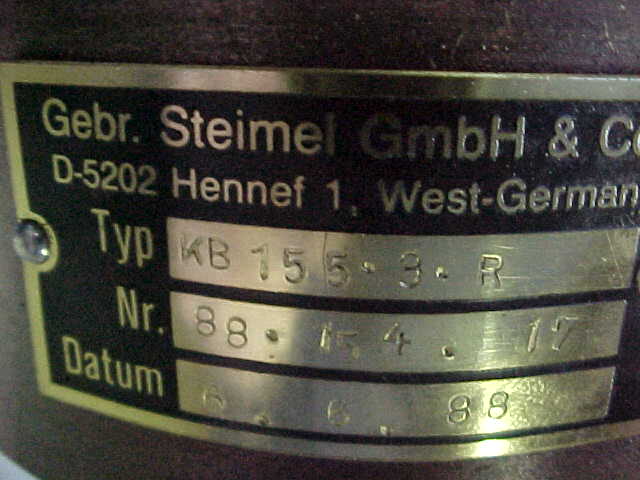 Gebr. Steimel GmbH & Co
D-5202 Hennef 1, West-German
Typ KB 155·3·R
Nr. 88·154.17
Datum 6.6.88